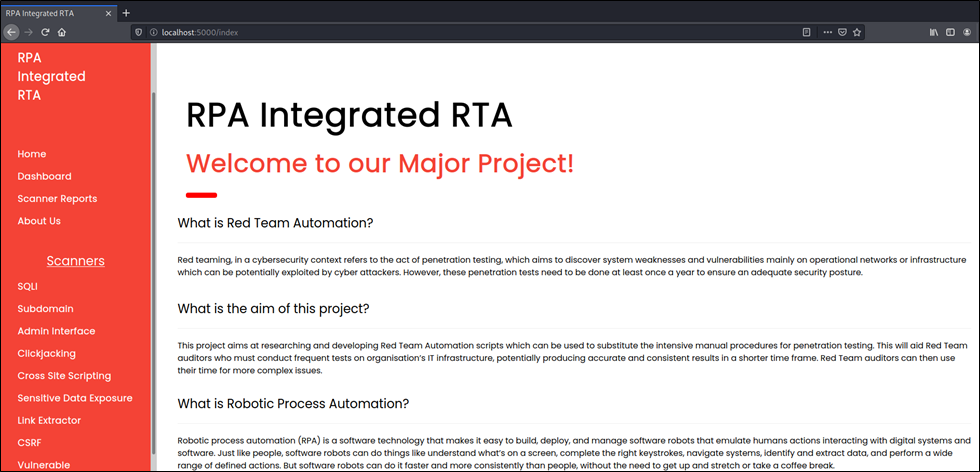 RPA Integrated RTA
localhost:5000/index
RPA
Integrated
RTA
Home
Dashboard
Scanner Reports
About Us
Scanners
SQLI
Subdomain
Admin Interface
Clickjacking
Cross Site Scripting
Sensitive Data Exposure
Link Extractor
CSRF
Vulnerable
RPA Integrated RTA
Welcome to our Major Project!
What is Red Team Automation?
Red teaming, in a cybersecurity context refers to the act of penetration testing, which aims to discover system weaknesses and vulnerabilities mainly on operational networks or infrastructure
which can be potentially exploited by cyber attackers. However, these penetration tests need to be done at least once a year to ensure an adequate security posture.
What is the aim of this project?
This project aims at researching and developing Red Team Automation scripts which can be used to substitute the intensive manual procedures for penetration testing. This will aid Red Team
auditors who must conduct frequent tests on organisation's IT infrastructure, potentially producing accurate and consistent results in a shorter time frame. Red Team auditors can then use
their time for more complex issues.
What is Robotic Process Automation?
Robotic process automation (RPA) is a software technology that makes it easy to build, deploy, and manage software robots that emulate humans actions interacting with digital systems and
software. Just like people, software robots can do things like understand what's on a screen, complete the right keystrokes, navigate systems, identify and extract data, and perform a wide
range of defined actions. But software robots can do it faster and more consistently than people, without the need to get up and stretch or take a coffee break.